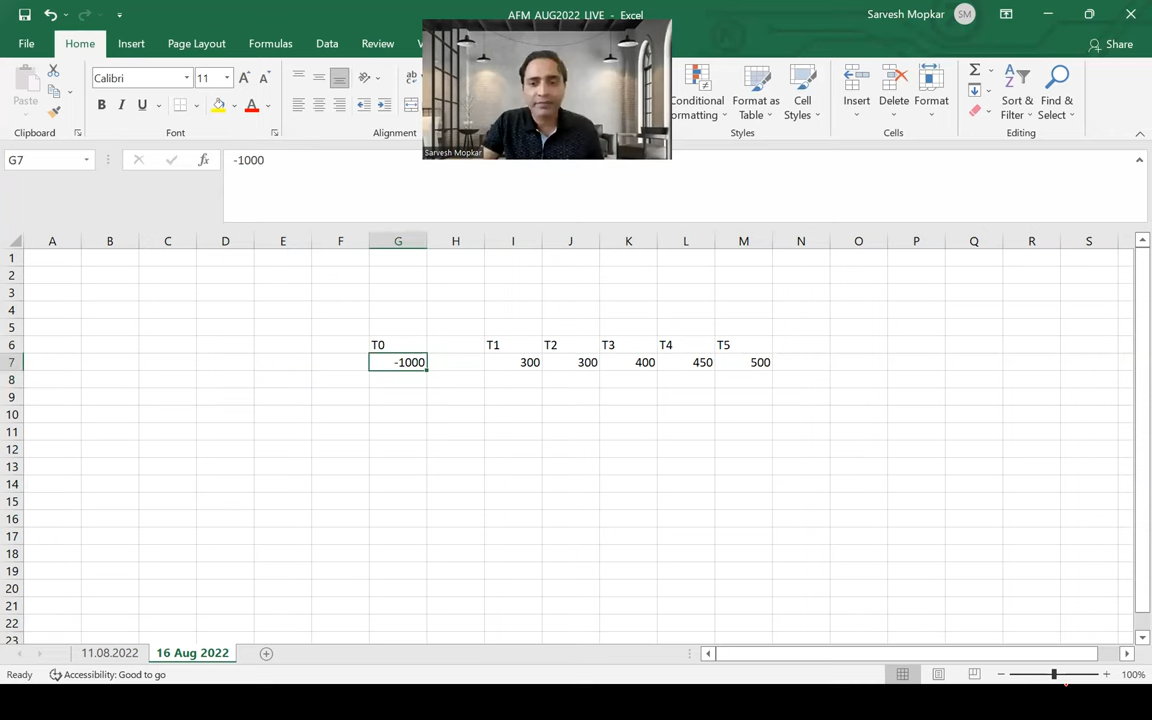 AFM AUG2022 LIVE - Excel
Sarvesh Mopkar SM
File Home Insert Page Layout Formulas Data Review
Share
Paste
Calibri 11
B I U
Conditional Formatting
Format as Table
Cell Styles
Insert Delete Format
Sort & Filter
Find & Select
Clipboard Font Alignment Styles Cells Editing
Sarvesh Mopkar
G7 fx -1000
A B C D E F G H I J K L M N O P Q R S
1
2
3
4
5
6 T0 T1 T2 T3 T4 T5
7 -1000 300 300 400 450 500
8
9
10
11
12
13
14
15
16
17
18
19
20
21
22
23
11.08.2022 16 Aug 2022
Ready Accessibility: Good to go 100%